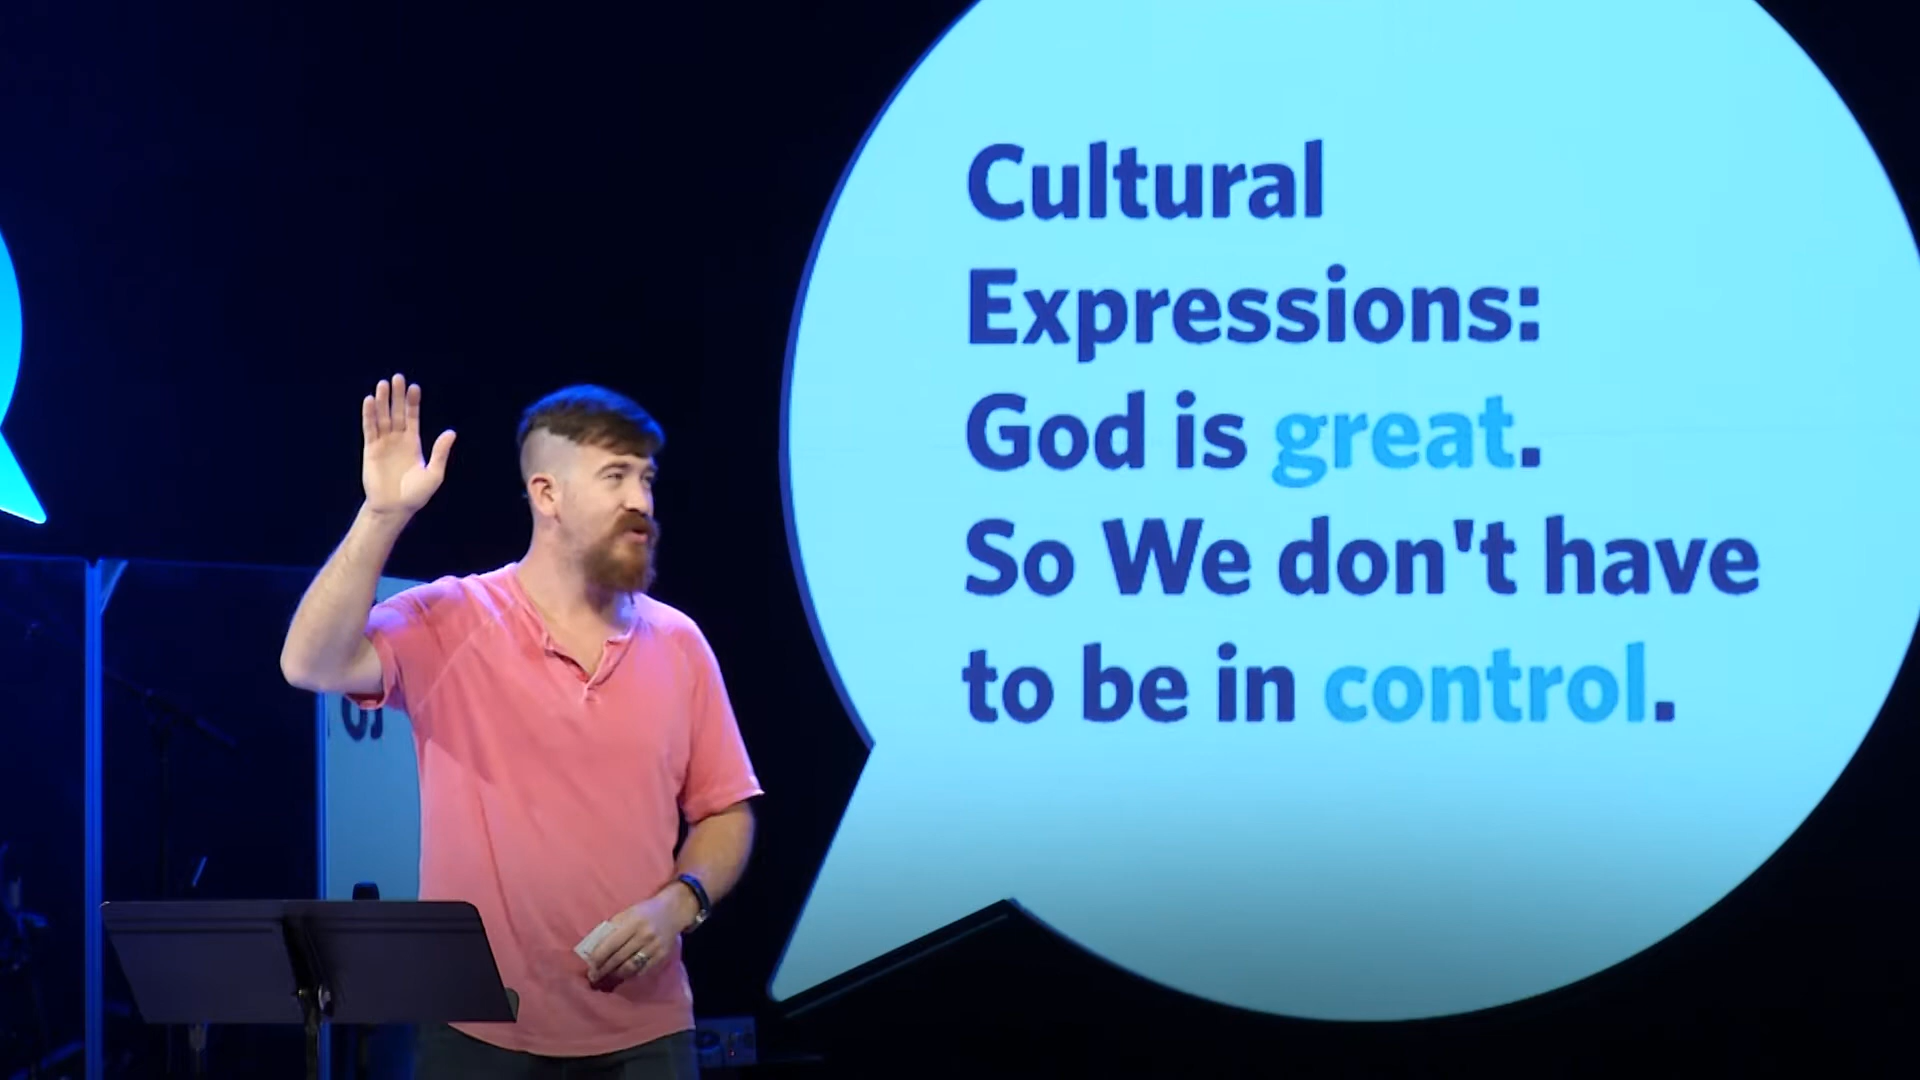 Cultural
Expressions:
God is great.
So We don't have
to be in control.